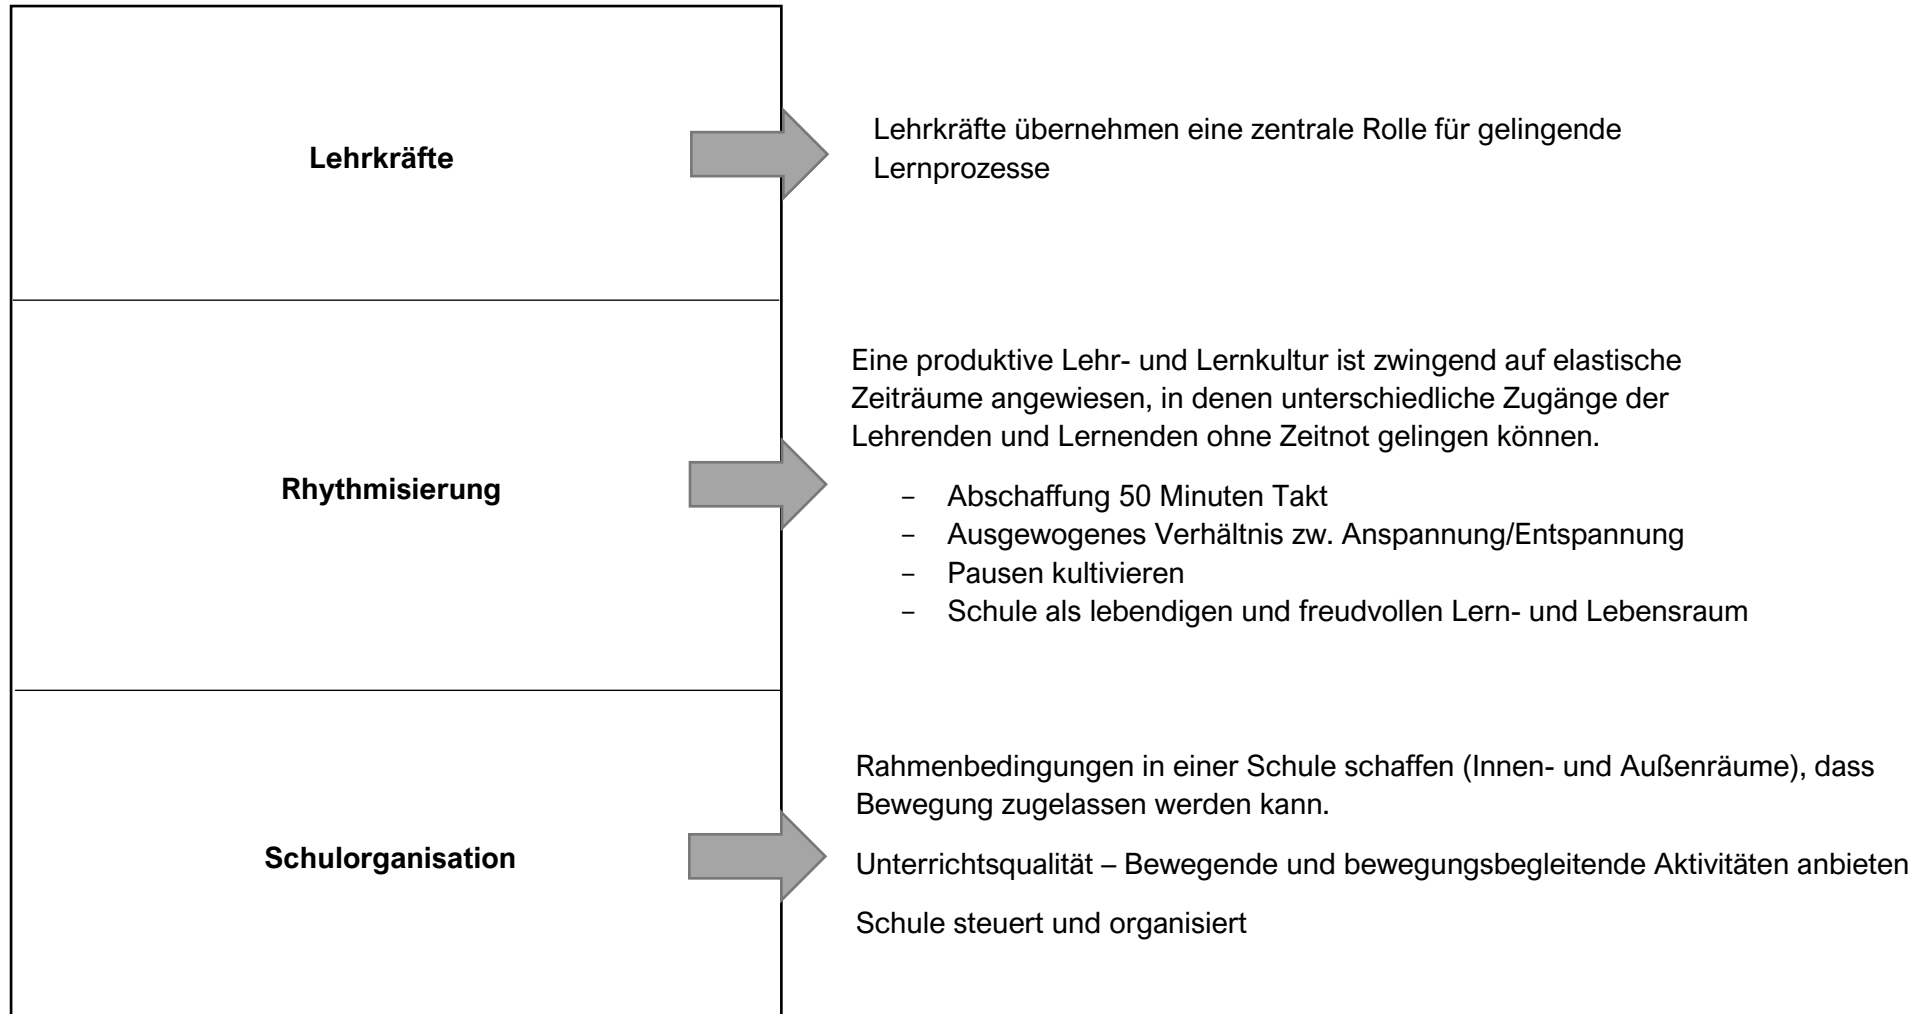 Lehrkräfte
Lehrkräfte übernehmen eine zentrale Rolle für gelingende
Lernprozesse
Rhythmisierung
Eine produktive Lehr- und Lernkultur ist zwingend auf elastische
Zeiträume angewiesen, in denen unterschiedliche Zugänge der
Lehrenden und Lernenden ohne Zeitnot gelingen können.
- Abschaffung 50 Minuten Takt
- Ausgewogenes Verhältnis zw. Anspannung/Entspannung
- Pausen kultivieren
- Schule als lebendigen und freudvollen Lern- und Lebensraum
Schulorganisation
Rahmenbedingungen in einer Schule schaffen (Innen- und Außenräume), dass
Bewegung zugelassen werden kann.
Unterrichtsqualität – Bewegende und bewegungsbegleitende Aktivitäten anbieten
Schule steuert und organisiert